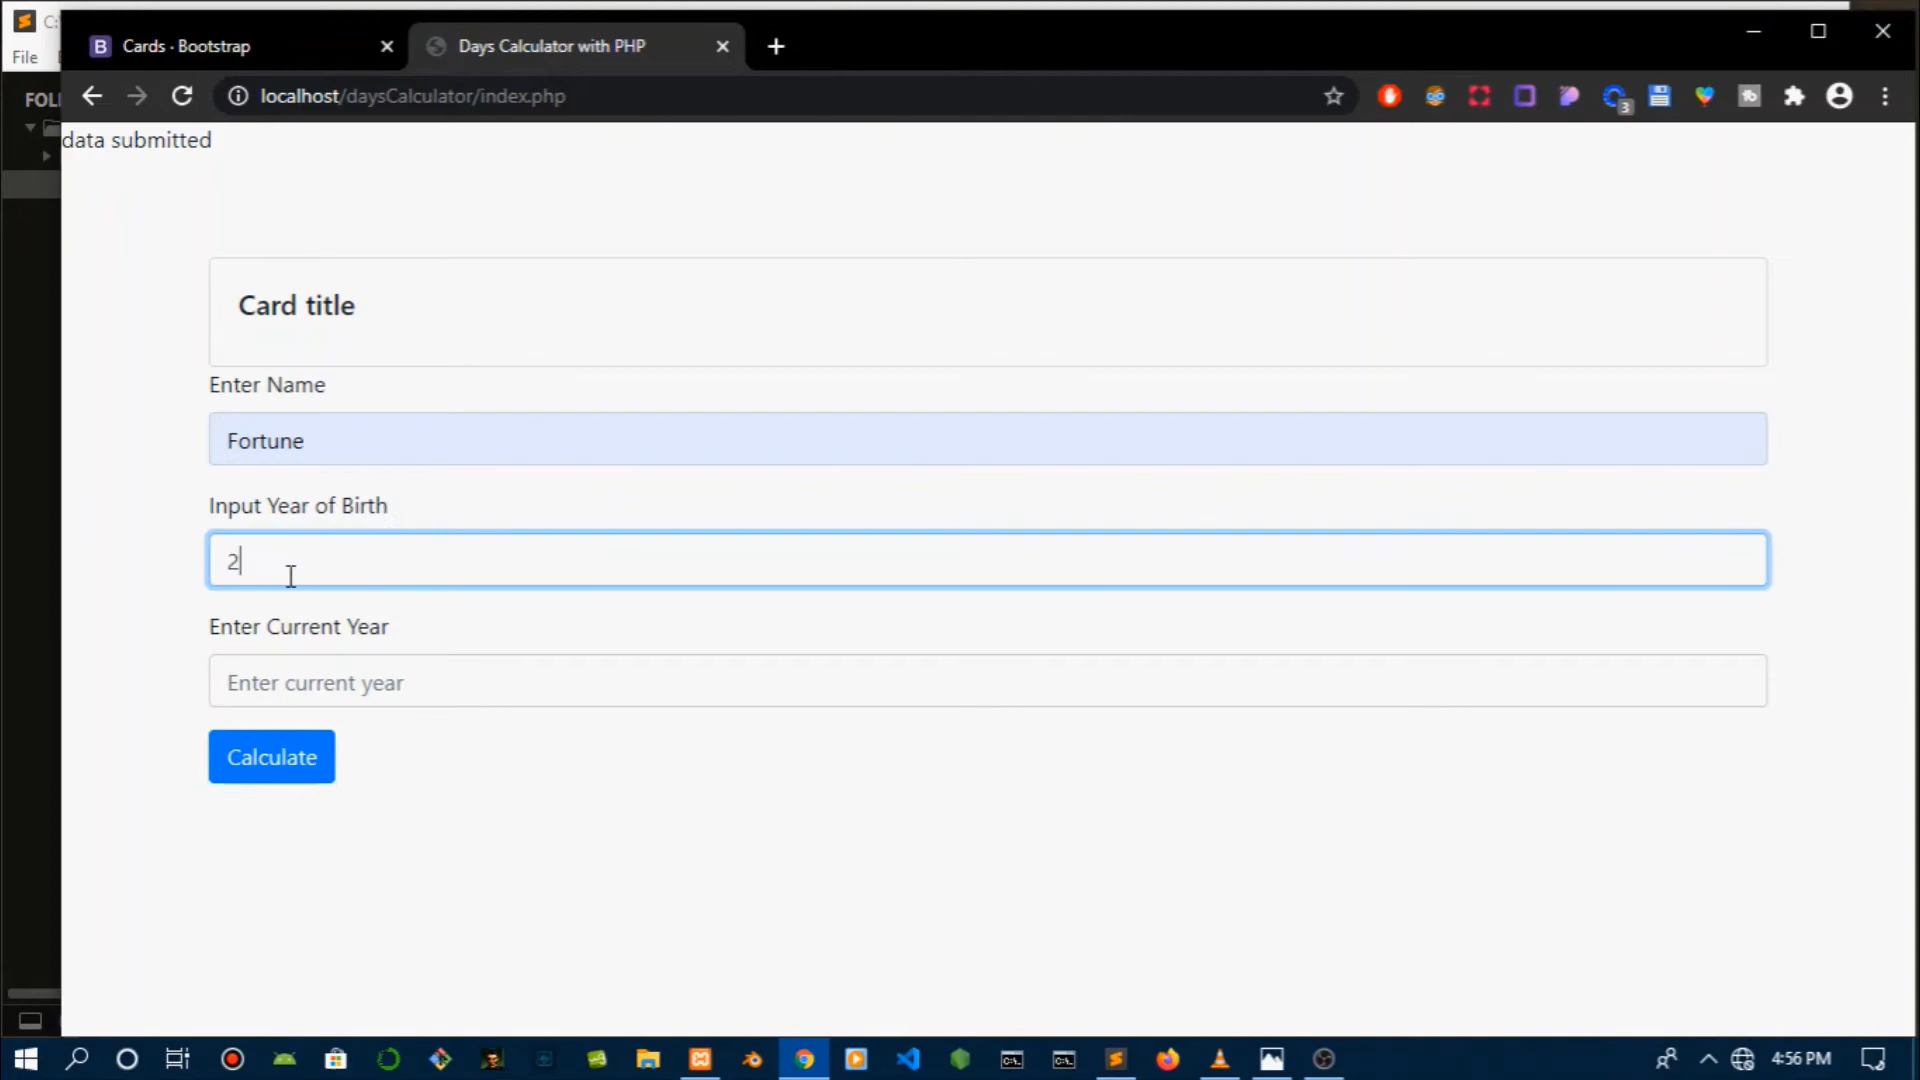 C:
Cards · Bootstrap
Days Calculator with PHP
File
localhost/daysCalculator/index.php
3
FOL
data submitted
Card title
Enter Name
Fortune
Input Year of Birth
2
Enter Current Year
Enter current year
Calculate
4:56 PM